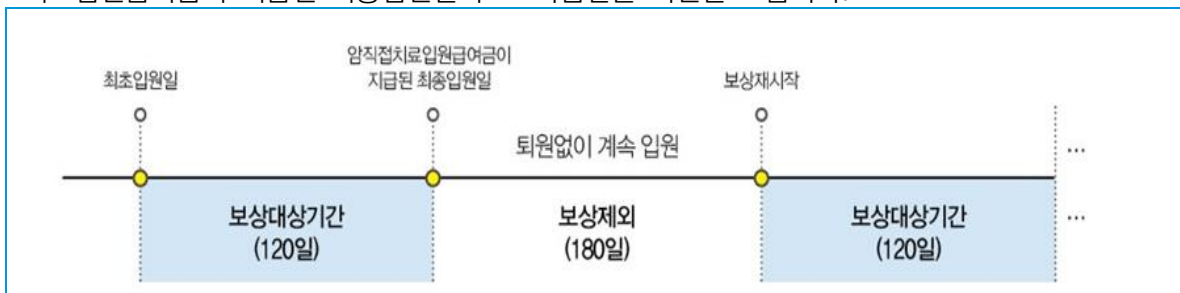 최초입원일
암직접치료입원급여금이
지급된 최종입원일
보상재시작
퇴원없이 계속 입원
보상대상기간
(120일)
보상제외
(180일)
보상대상기간
(120일)
...
...